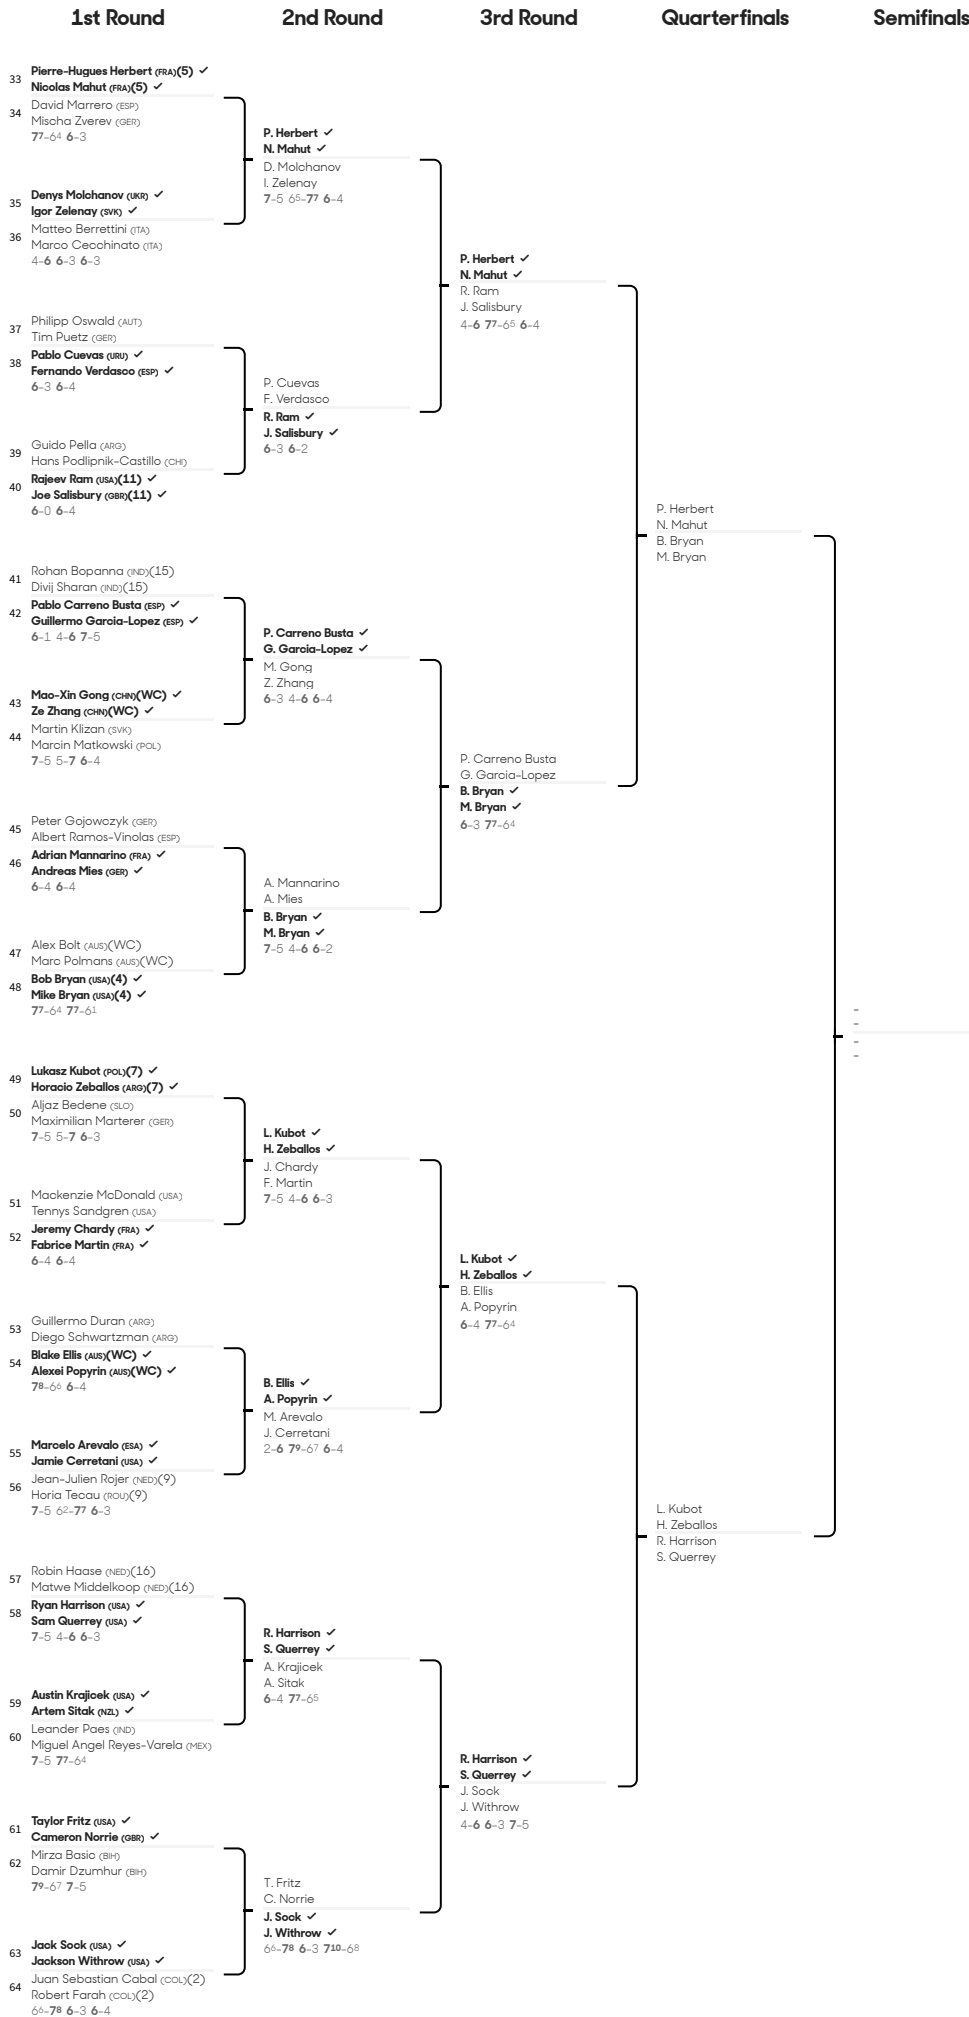 1st Round
2nd Round
3rd Round
Quarterfinals
Semifinals
33
Pierre-Hugues Herbert (FRA)(5) ✓
Nicolas Mahut (FRA)(5) ✓
34
David Marrero (ESP)
Mischa Zverev (GER)
7⁷-6⁴ 6-3
35
Denys Molchanov (UKR) ✓
Igor Zelenay (SVK) ✓
36
Matteo Berrettini (ITA)
Marco Cecchinato (ITA)
4-6 6-3 6-3
37
Philipp Oswald (AUT)
Tim Puetz (GER)
38
Pablo Cuevas (URU) ✓
Fernando Verdasco (ESP) ✓
6-3 6-4
39
Guido Pella (ARG)
Hans Podlipnik-Castillo (CHI)
40
Rajeev Ram (USA)(11) ✓
Joe Salisbury (GBR)(11) ✓
6-0 6-4
41
Rohan Bopanna (IND)(15)
Divij Sharan (IND)(15)
42
Pablo Carreno Busta (ESP) ✓
Guillermo Garcia-Lopez (ESP) ✓
6-1 4-6 7-5
43
Mao-Xin Gong (CHN)(WC) ✓
Ze Zhang (CHN)(WC) ✓
44
Martin Klizan (SVK)
Marcin Matkowski (POL)
7-5 5-7 6-4
45
Peter Gojowczyk (GER)
Albert Ramos-Vinolas (ESP)
46
Adrian Mannarino (FRA) ✓
Andreas Mies (GER) ✓
6-4 6-4
47
Alex Bolt (AUS)(WC)
Marc Polmans (AUS)(WC)
48
Bob Bryan (USA)(4) ✓
Mike Bryan (USA)(4) ✓
7⁷-6⁴ 7⁷-6¹
49
Lukasz Kubot (POL)(7) ✓
Horacio Zeballos (ARG)(7) ✓
50
Aljaz Bedene (SLO)
Maximilian Marterer (GER)
7-5 5-7 6-3
51
Mackenzie McDonald (USA)
Tennys Sandgren (USA)
52
Jeremy Chardy (FRA) ✓
Fabrice Martin (FRA) ✓
6-4 6-4
53
Guillermo Duran (ARG)
Diego Schwartzman (ARG)
54
Blake Ellis (AUS)(WC) ✓
Alexei Popyrin (AUS)(WC) ✓
7⁸-6⁶ 6-4
55
Marcelo Arevalo (ESA) ✓
Jamie Cerretani (USA) ✓
56
Jean-Julien Rojer (NED)(9)
Horia Tecau (ROU)(9)
7-5 6²-7⁷ 6-3
57
Robin Haase (NED)(16)
Matwe Middelkoop (NED)(16)
58
Ryan Harrison (USA) ✓
Sam Querrey (USA) ✓
7-5 4-6 6-3
59
Austin Krajicek (USA) ✓
Artem Sitak (NZL) ✓
60
Leander Paes (IND)
Miguel Angel Reyes-Varela (MEX)
7-5 7⁷-6⁴
61
Taylor Fritz (USA) ✓
Cameron Norrie (GBR) ✓
62
Mirza Basic (BIH)
Damir Dzumhur (BIH)
7⁹-6⁷ 7-5
63
Jack Sock (USA) ✓
Jackson Withrow (USA) ✓
64
Juan Sebastian Cabal (COL)(2)
Robert Farah (COL)(2)
6⁶-7⁸ 6-3 6-4
P. Herbert ✓
N. Mahut ✓
D. Molchanov
I. Zelenay
7-5 6⁵-7⁷ 6-4
P. Cuevas
F. Verdasco
R. Ram ✓
J. Salisbury ✓
6-3 6-2
P. Carreno Busta ✓
G. Garcia-Lopez ✓
M. Gong
Z. Zhang
6-3 4-6 6-4
A. Mannarino
A. Mies
B. Bryan ✓
M. Bryan ✓
7-5 4-6 6-2
L. Kubot ✓
H. Zeballos ✓
J. Chardy
F. Martin
7-5 4-6 6-3
B. Ellis ✓
A. Popyrin ✓
M. Arevalo
J. Cerretani
2-6 7⁹-6⁷ 6-4
R. Harrison ✓
S. Querrey ✓
A. Krajicek
A. Sitak
6-4 7⁷-6⁵
T. Fritz
C. Norrie
J. Sock ✓
J. Withrow ✓
6⁶-7⁸ 6-3 7¹⁰-6⁸
P. Herbert ✓
N. Mahut ✓
R. Ram
J. Salisbury
4-6 7⁷-6⁵ 6-4
P. Carreno Busta
G. Garcia-Lopez
B. Bryan ✓
M. Bryan ✓
6-3 7⁷-6⁴
L. Kubot ✓
H. Zeballos ✓
B. Ellis
A. Popyrin
6-4 7⁷-6⁴
R. Harrison ✓
S. Querrey ✓
J. Sock
J. Withrow
4-6 6-3 7-5
P. Herbert
N. Mahut
B. Bryan
M. Bryan
L. Kubot
H. Zeballos
R. Harrison
S. Querrey
-
-
-
-